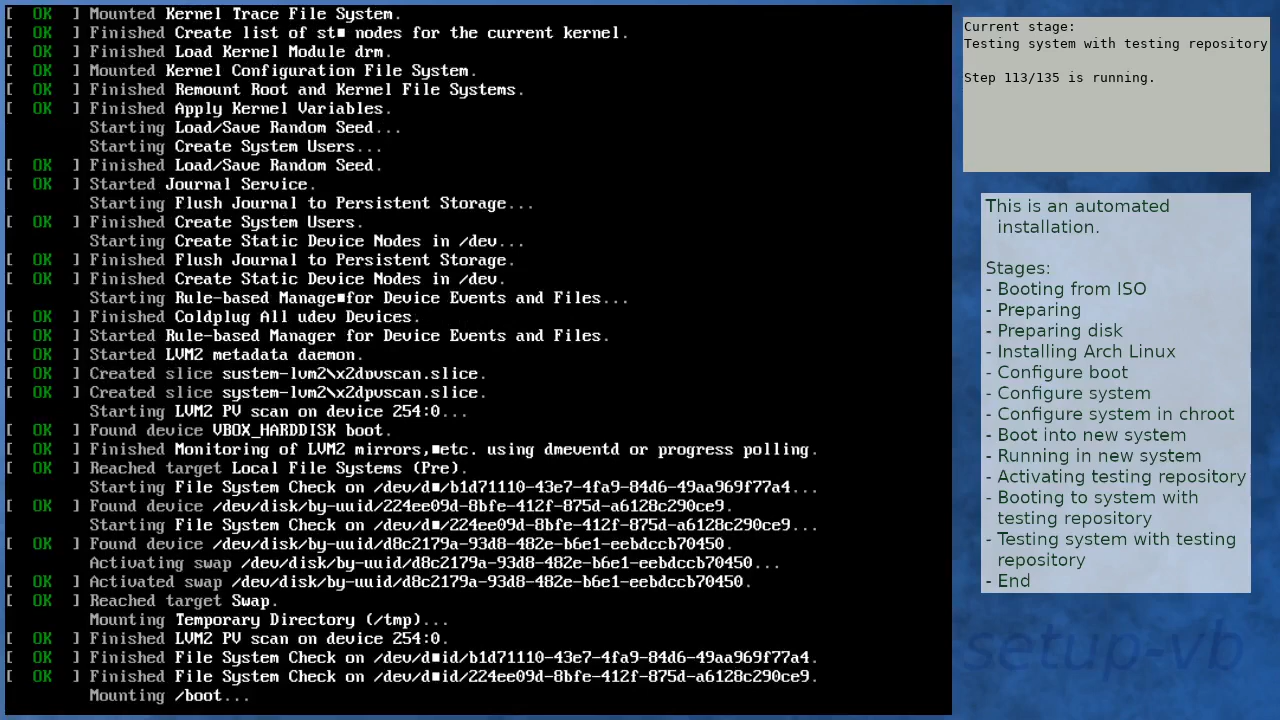 [  OK  ] Mounted Kernel Trace File System.
[  OK  ] Finished Create list of st■ nodes for the current kernel.
[  OK  ] Finished Load Kernel Module drm.
[  OK  ] Mounted Kernel Configuration File System.
[  OK  ] Finished Remount Root and Kernel File Systems.
[  OK  ] Finished Apply Kernel Variables.
Starting Load/Save Random Seed...
Starting Create System Users...
[  OK  ] Finished Load/Save Random Seed.
[  OK  ] Started Journal Service.
Starting Flush Journal to Persistent Storage...
[  OK  ] Finished Create System Users.
Starting Create Static Device Nodes in /dev...
[  OK  ] Finished Flush Journal to Persistent Storage.
[  OK  ] Finished Create Static Device Nodes in /dev.
Starting Rule-based Manage■for Device Events and Files...
[  OK  ] Finished Coldplug All udev Devices.
[  OK  ] Started Rule-based Manager for Device Events and Files.
[  OK  ] Started LVM2 metadata daemon.
[  OK  ] Created slice system-lvm2\x2dpvscan.slice.
[  OK  ] Created slice system-lvm2\x2dpvscan.slice.
Starting LVM2 PV scan on device 254:0...
[  OK  ] Found device VBOX_HARDDISK boot.
[  OK  ] Finished Monitoring of LVM2 mirrors,■etc. using dmeventd or progress polling.
[  OK  ] Reached target Local File Systems (Pre).
Starting File System Check on /dev/d■/b1d71110-43e7-4fa9-84d6-49aa969f77a4...
[  OK  ] Found device /dev/disk/by-uuid/224ee09d-8bfe-412f-875d-a6128c290ce9.
Starting File System Check on /dev/d■/224ee09d-8bfe-412f-875d-a6128c290ce9...
[  OK  ] Found device /dev/disk/by-uuid/d8c2179a-93d8-482e-b6e1-eebdccb70450.
Activating swap /dev/disk/by-uuid/d8c2179a-93d8-482e-b6e1-eebdccb70450...
[  OK  ] Activated swap /dev/disk/by-uuid/d8c2179a-93d8-482e-b6e1-eebdccb70450.
[  OK  ] Reached target Swap.
Mounting Temporary Directory (/tmp)...
[  OK  ] Finished LVM2 PV scan on device 254:0.
[  OK  ] Finished File System Check on /dev/d■id/b1d71110-43e7-4fa9-84d6-49aa969f77a4.
[  OK  ] Finished File System Check on /dev/d■id/224ee09d-8bfe-412f-875d-a6128c290ce9.
Mounting /boot...
Current stage:
Testing system with testing repository
Step 113/135 is running.
This is an automated
installation.
Stages:
- Booting from ISO
- Preparing
- Preparing disk
- Installing Arch Linux
- Configure boot
- Configure system
- Configure system in chroot
- Boot into new system
- Running in new system
- Activating testing repository
- Booting to system with
testing repository
- Testing system with testing
repository
- End
setup-vb